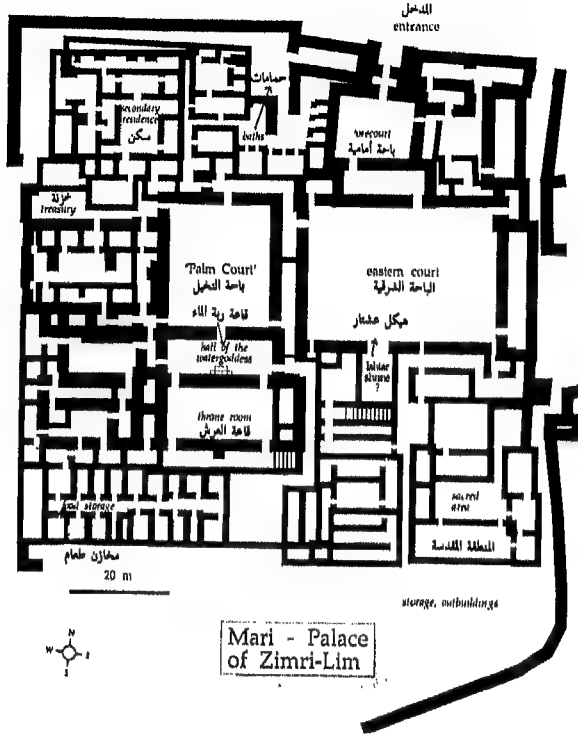 المدخل
entrance
حمامات
baths
secondary
residence
سكن
forecourt
باحة أمامية
خزنة
treasury
'Palm Court'
باحة النخيل
قاعة ربة الماء
hall of the
watergoddess
eastern court
الباحة الشرقية
هيكل عشتار
Ishtar
shrine
?
throne room
قاعة العرش
food storage
مخازن طعام
sacred
area
المنطقة المقدسة
20 m
storage, outbuildings
N
W
E
S
Mari - Palace
of Zimri-Lim